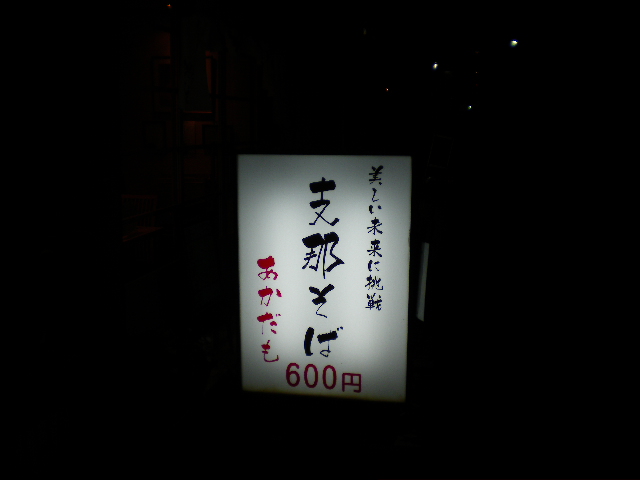 美しい未来に挑戦
支那そば
あかだも
600円